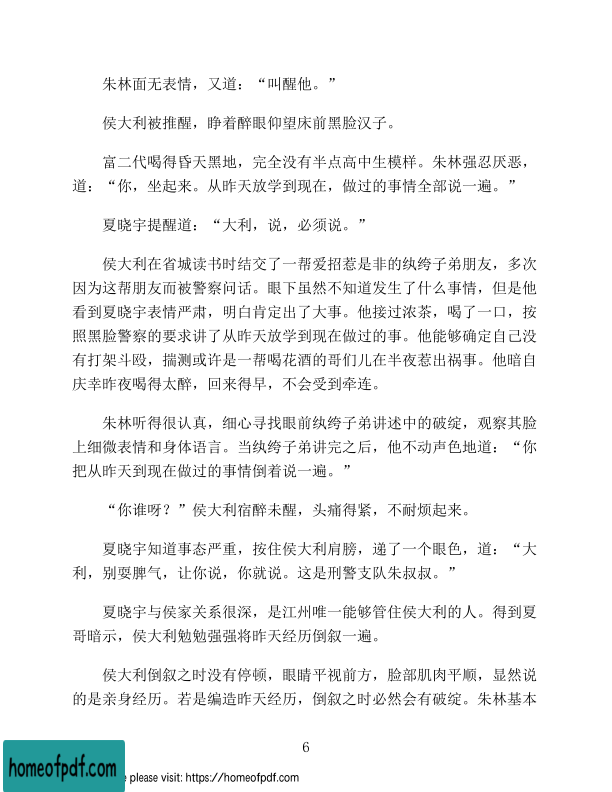 朱林面无表情，又道：“叫醒他。”
侯大利被推醒，睁着醉眼仰望床前黑脸汉子。
富二代喝得昏天黑地，完全没有半点高中生模样。朱林强忍厌恶，
道：“你，坐起来。从昨天放学到现在，做过的事情全部说一遍。”
夏晓宇提醒道：“大利，说，必须说。”
侯大利在省城读书时结交了一帮爱招惹是非的纨绔子弟朋友，多次
因为这帮朋友而被警察问话。眼下虽然不知道发生了什么事情，但是他
看到夏晓宇表情严肃，明白肯定出了大事。他接过浓茶，喝了一口，按
照黑脸警察的要求讲了从昨天放学到现在做过的事。他能够确定自己没
有打架斗殴，揣测或许是一帮喝花酒的哥们儿在半夜惹出祸事。他暗自
庆幸昨夜喝得太醉，回来得早，不会受到牵连。
朱林听得很认真，细心寻找眼前纨绔子弟讲述中的破绽，观察其脸
上细微表情和身体语言。当纨绔子弟讲完之后，他不动声色地道：“你
把从昨天到现在做过的事情倒着说一遍。”
“你谁呀？”侯大利宿醉未醒，头痛得紧，不耐烦起来。
夏晓宇知道事态严重，按住侯大利肩膀，递了一个眼色，道：“大
利，别耍脾气，让你说，你就说。这是刑警支队朱叔叔。”
夏晓宇与侯家关系很深，是江州唯一能够管住侯大利的人。得到夏
哥暗示，侯大利勉勉强强将昨天经历倒叙一遍。
侯大利倒叙之时没有停顿，眼睛平视前方，脸部肌肉平顺，显然说
的是亲身经历。若是编造昨天经历，倒叙之时必然会有破绽。朱林基本
6
homeofpdf.com
e please visit: https://homeofpdf.com